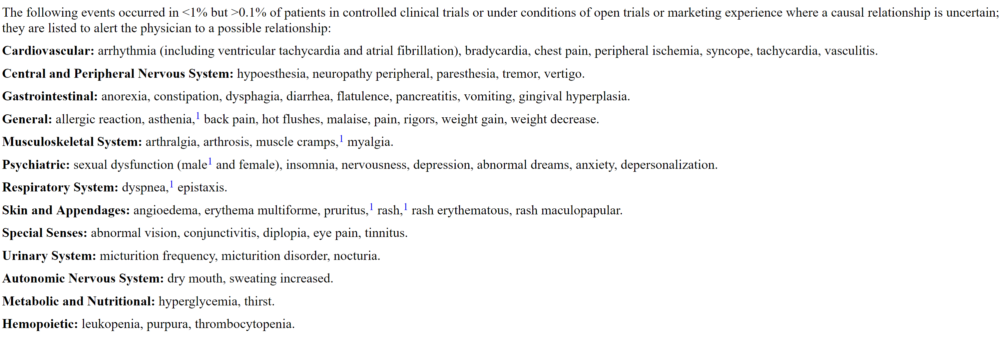 The following events occurred in <1% but >0.1% of patients in controlled clinical trials or under conditions of open trials or marketing experience where a causal relationship is uncertain;
they are listed to alert the physician to a possible relationship:
Cardiovascular: arrhythmia (including ventricular tachycardia and atrial fibrillation), bradycardia, chest pain, peripheral ischemia, syncope, tachycardia, vasculitis.
Central and Peripheral Nervous System: hypoesthesia, neuropathy peripheral, paresthesia, tremor, vertigo.
Gastrointestinal: anorexia, constipation, dysphagia, diarrhea, flatulence, pancreatitis, vomiting, gingival hyperplasia.
General: allergic reaction, asthenia,1 back pain, hot flushes, malaise, pain, rigors, weight gain, weight decrease.
Musculoskeletal System: arthralgia, arthrosis, muscle cramps,1 myalgia.
Psychiatric: sexual dysfunction (male1 and female), insomnia, nervousness, depression, abnormal dreams, anxiety, depersonalization.
Respiratory System: dyspnea,1 epistaxis.
Skin and Appendages: angioedema, erythema multiforme, pruritus,1 rash,1 rash erythematous, rash maculopapular.
Special Senses: abnormal vision, conjunctivitis, diplopia, eye pain, tinnitus.
Urinary System: micturition frequency, micturition disorder, nocturia.
Autonomic Nervous System: dry mouth, sweating increased.
Metabolic and Nutritional: hyperglycemia, thirst.
Hemopoietic: leukopenia, purpura, thrombocytopenia.